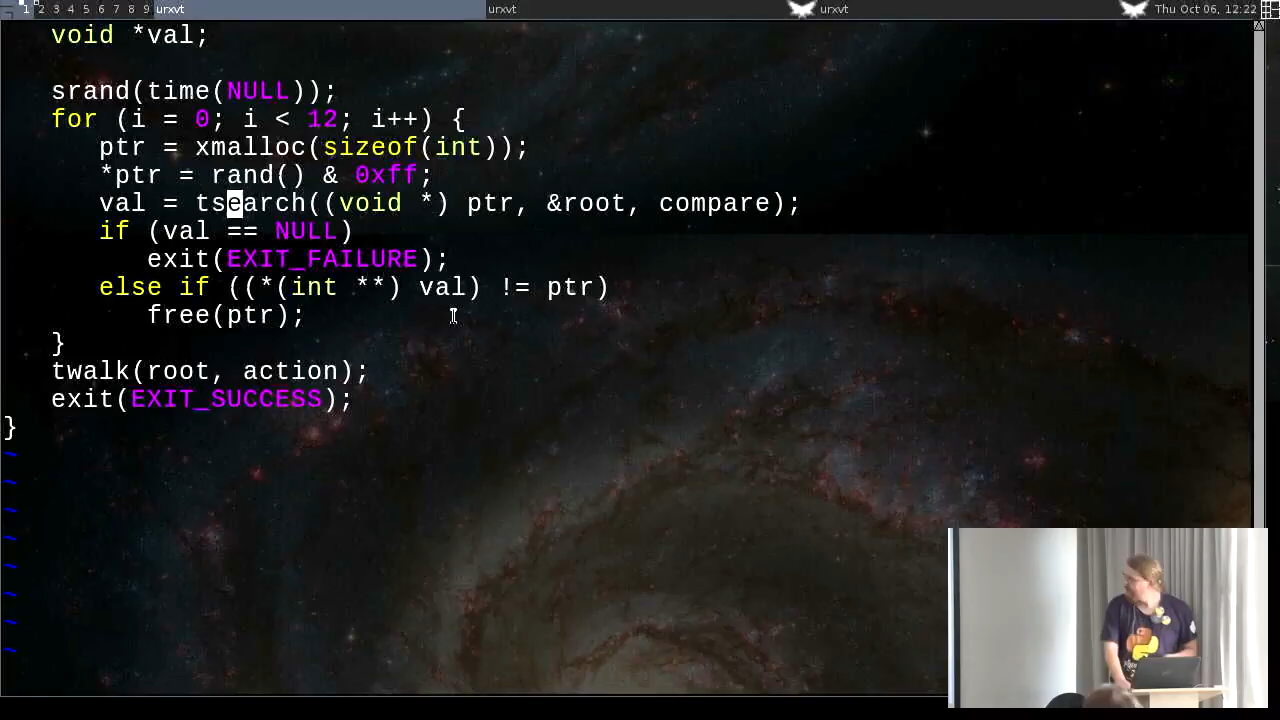 1 2 3 4 5 6 7 8 9 urxvt urxvt urxvt Thu Oct 06, 12:22
void *val;
srand(time(NULL));
for (i = 0; i < 12; i++) {
ptr = xmalloc(sizeof(int));
*ptr = rand() & 0xff;
val = tsearch((void *) ptr, &root, compare);
if (val == NULL)
exit(EXIT_FAILURE);
else if ((*(int **) val) != ptr)
free(ptr);
}
twalk(root, action);
exit(EXIT_SUCCESS);
}
~
~
~
~
~
~
~
~